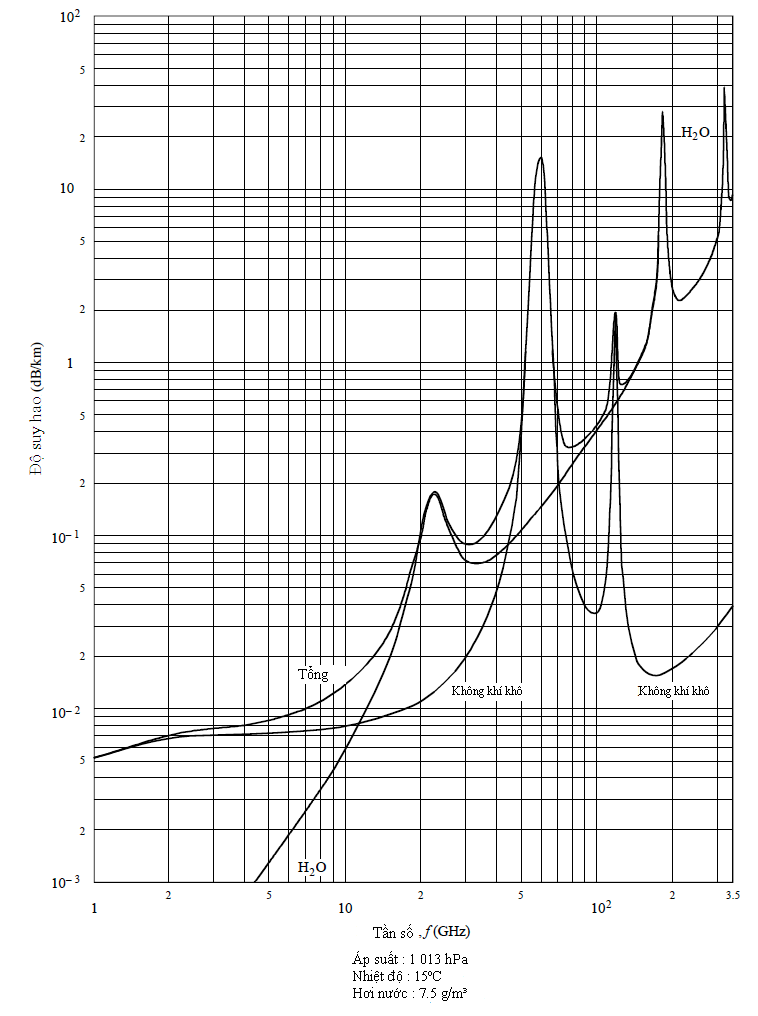 10²
5
2
H₂O
10
5
2
1
5
2
10⁻¹
5
2
Tổng
Không khí khô
Không khí khô
10⁻²
5
2
H₂O
10⁻³
Độ suy hao (dB/km)
1
2
5
10
2
5
10²
2
3.5
Tần số , f (GHz)
Áp suất : 1 013 hPa
Nhiệt độ : 15°C
Hơi nước : 7.5 g/m³